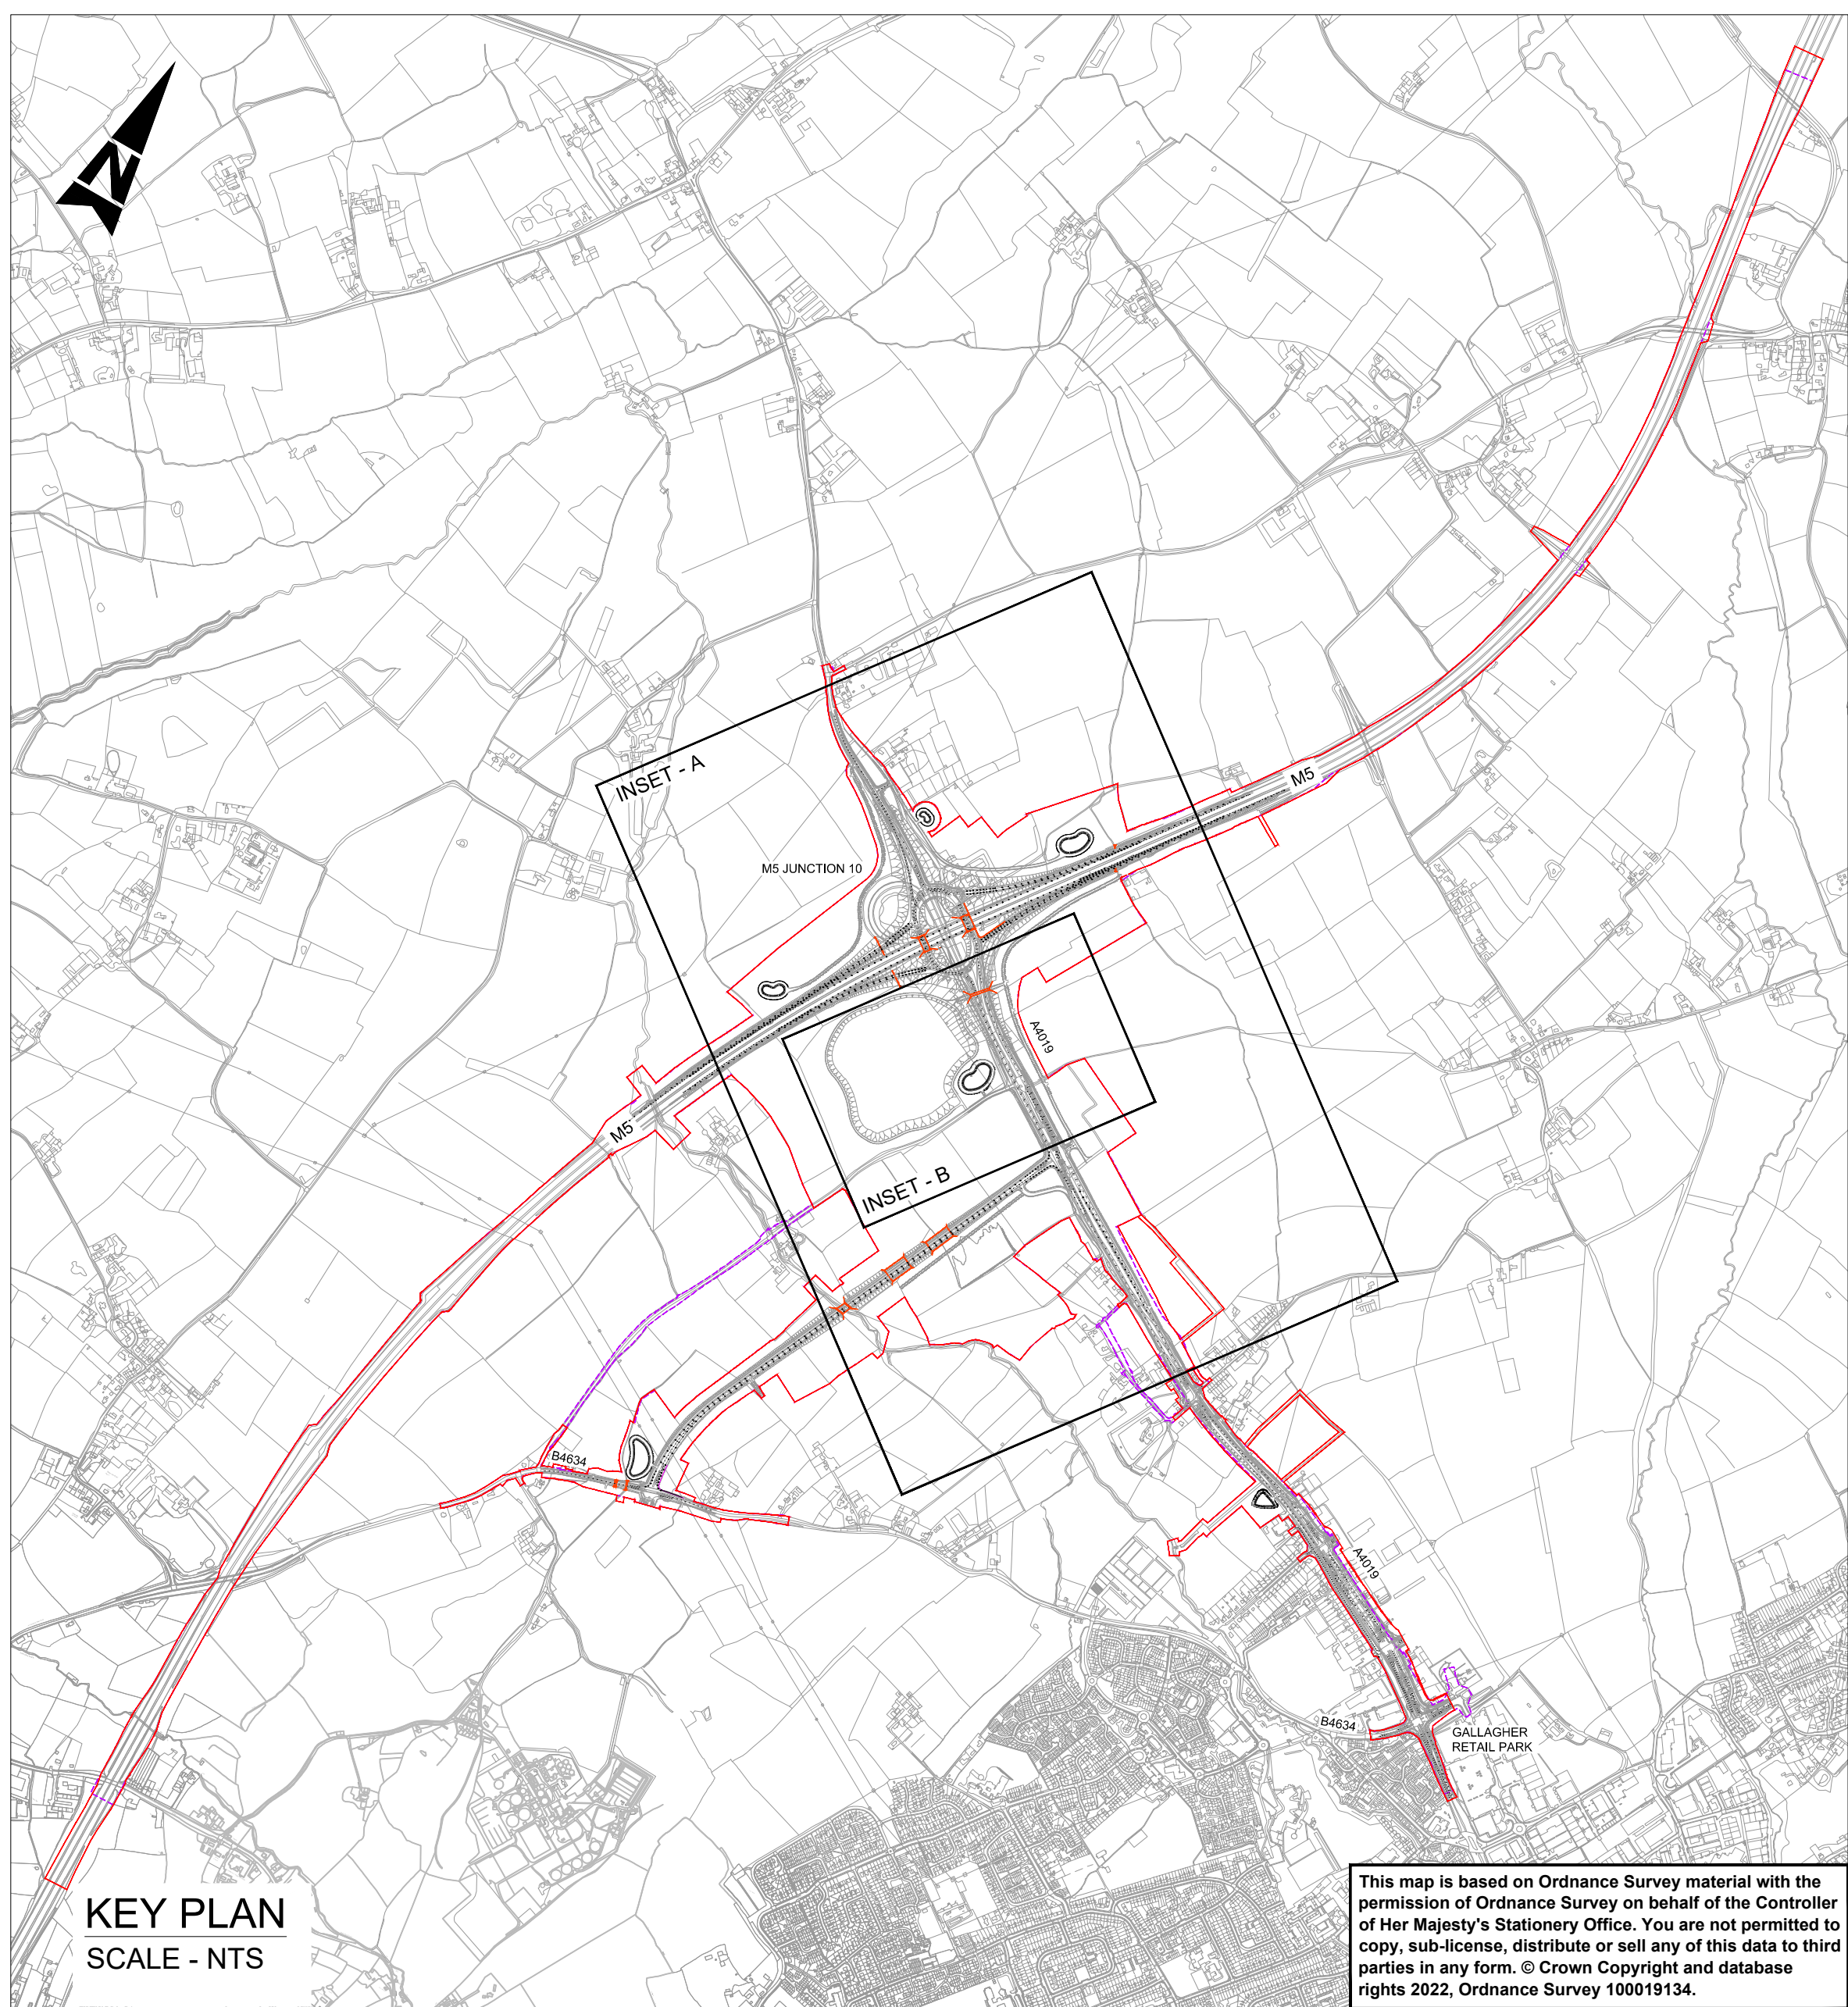 N
INSET - A
M5
M5 JUNCTION 10
A4019
M5
INSET - B
B4634
A4019
B4634
GALLAGHER
RETAIL PARK
KEY PLAN
SCALE - NTS
This map is based on Ordnance Survey material with the
permission of Ordnance Survey on behalf of the Controller
of Her Majesty's Stationery Office. You are not permitted to
copy, sub-license, distribute or sell any of this data to third
parties in any form. © Crown Copyright and database
rights 2022, Ordnance Survey 100019134.